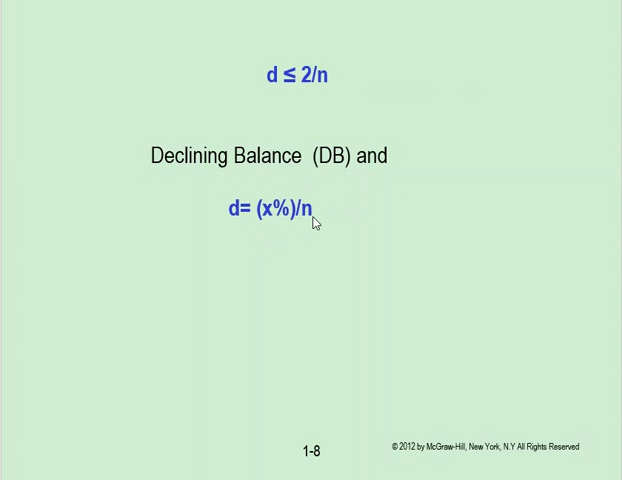 d ≤ 2/n
Declining Balance (DB) and
d= (x%)/n
1-8
© 2012 by McGraw-Hill, New York, N.Y All Rights Reserved